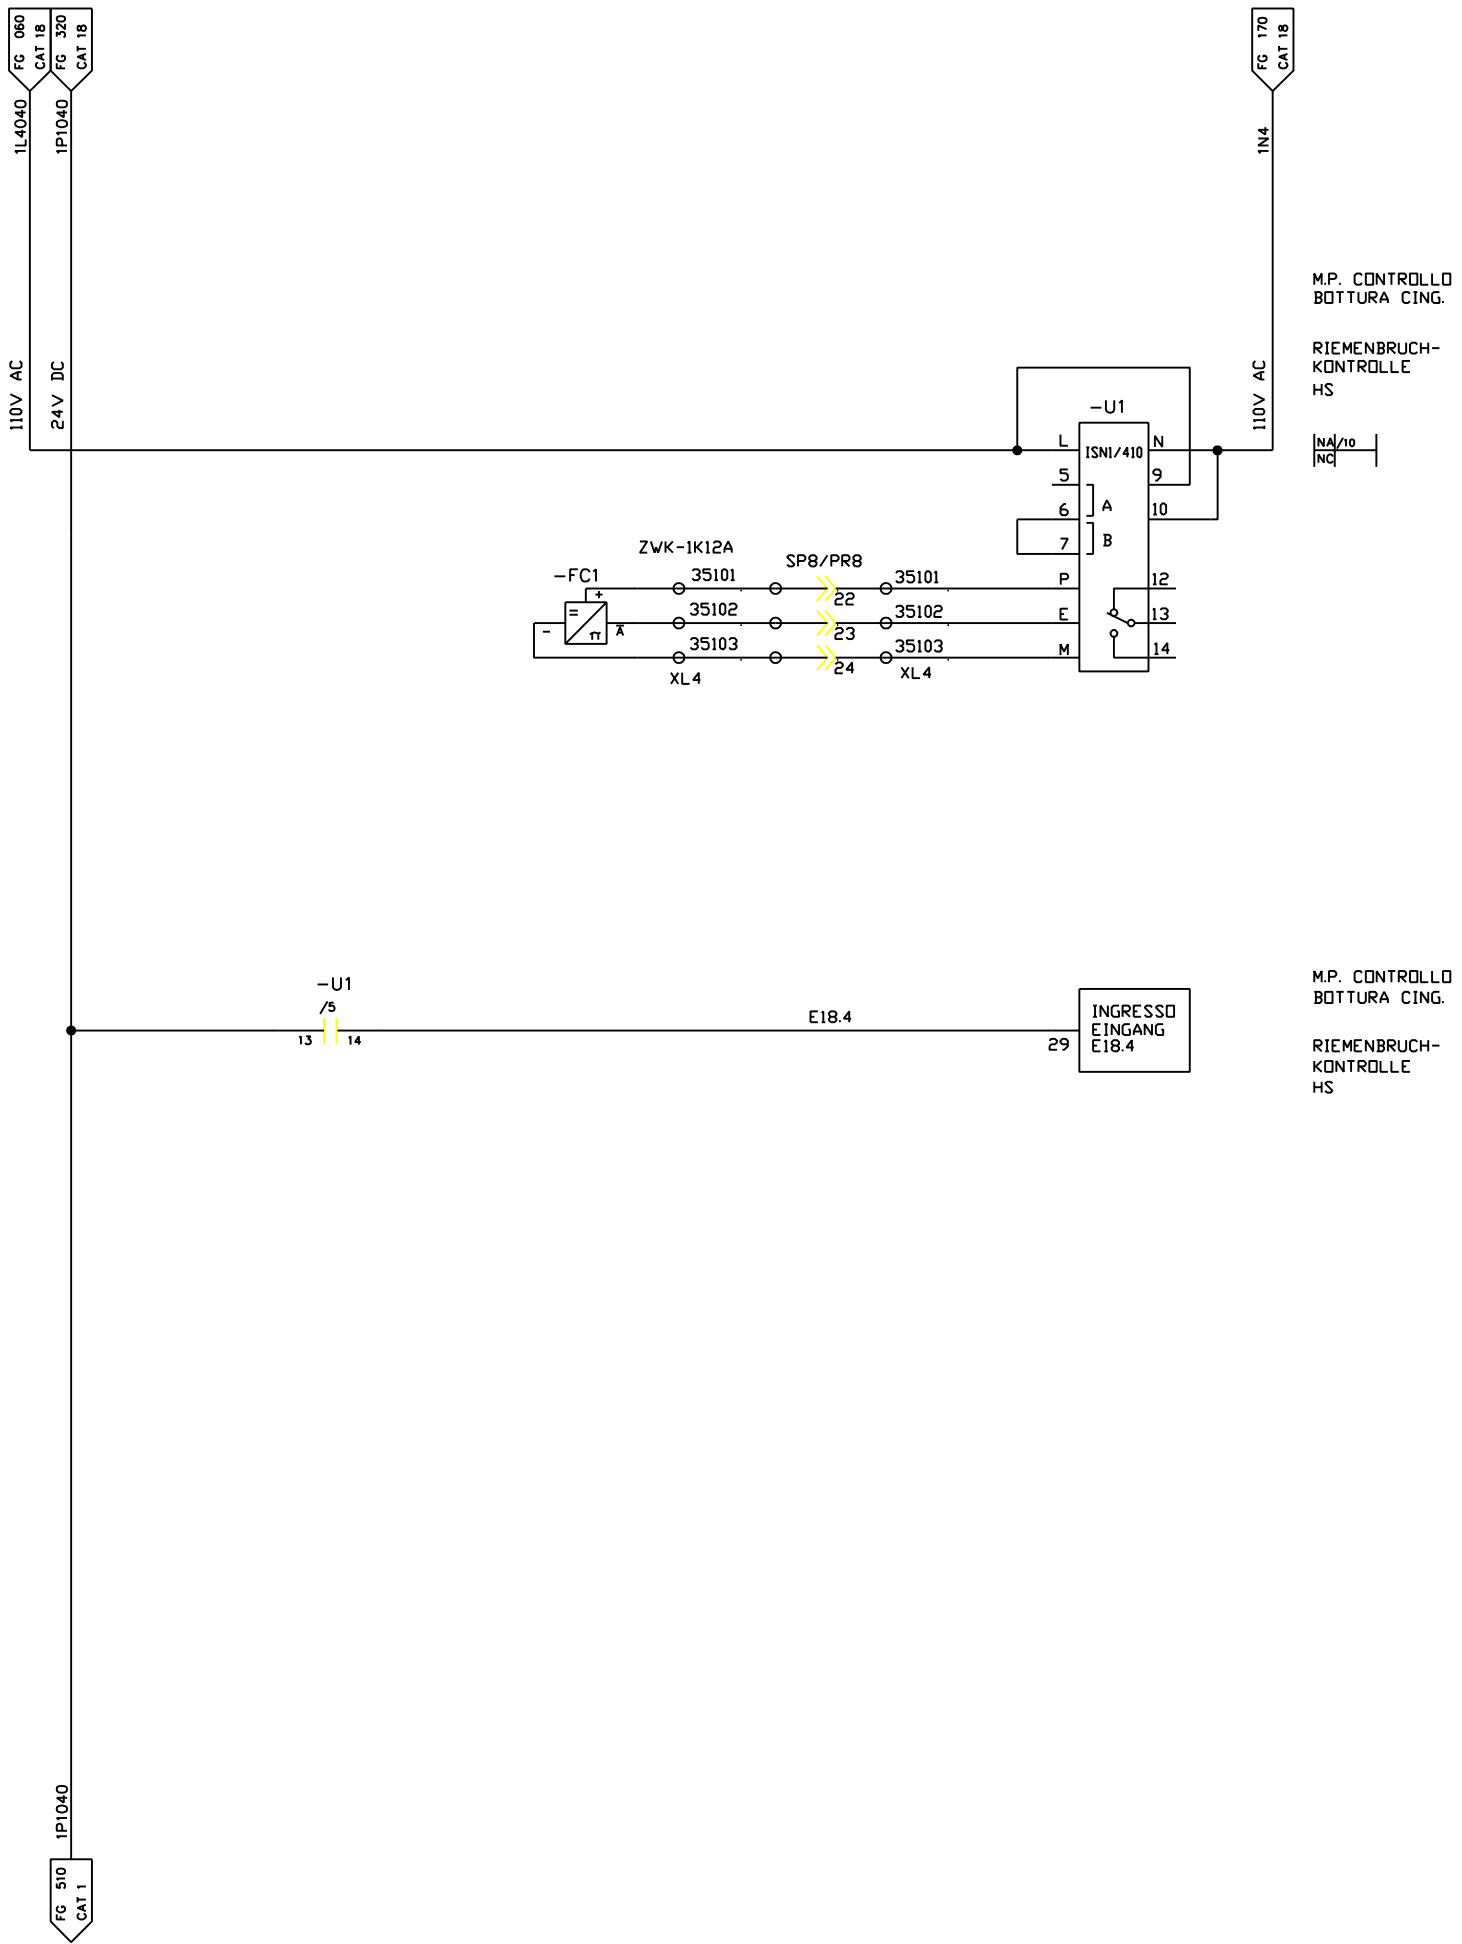 FG 060
CAT 18
FG 320
CAT 18
FG 170
CAT 18
1L4040
1P1040
1N4
M.P. CONTROLLO
BOTTURA CING.
RIEMENBRUCH-
KONTROLLE
HS
110V AC
24V DC
110V AC
-U1
L
ISN1/410
N
NA /10
NC
5
9
6
A
10
7
B
ZWK-1K12A
SP8/PR8
-FC1
35101
35101
P
12
+
=
22
35102
35102
E
13
-
A
23
35103
35103
M
14
24
XL4
XL4
-U1
/5
13
14
E18.4
29
INGRESSO
EINGANG
E18.4
M.P. CONTROLLO
BOTTURA CING.
RIEMENBRUCH-
KONTROLLE
HS
1P1040
FG 510
CAT 1